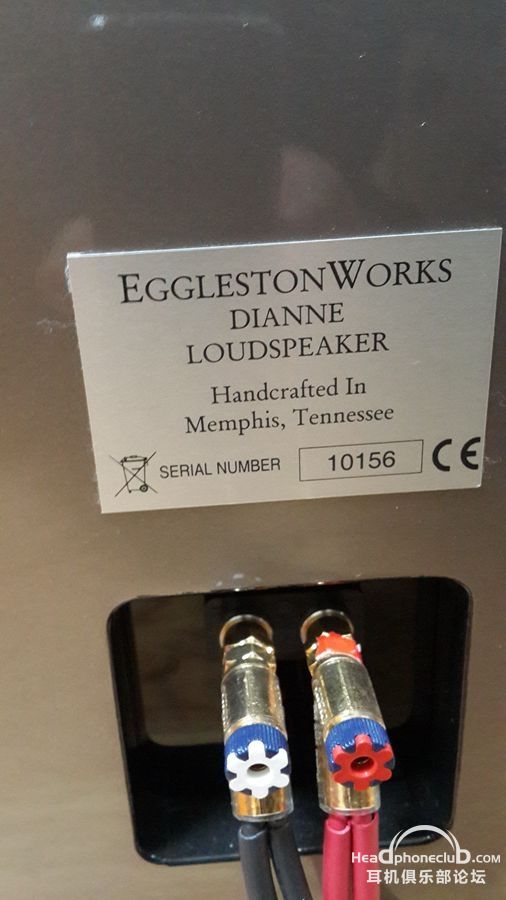 EGGLESTONWORKS
DIANNE
LOUDSPEAKER
Handcrafted In
Memphis, Tennessee
SERIAL NUMBER 10156 CE
Headphoneclub.com
耳机俱乐部论坛